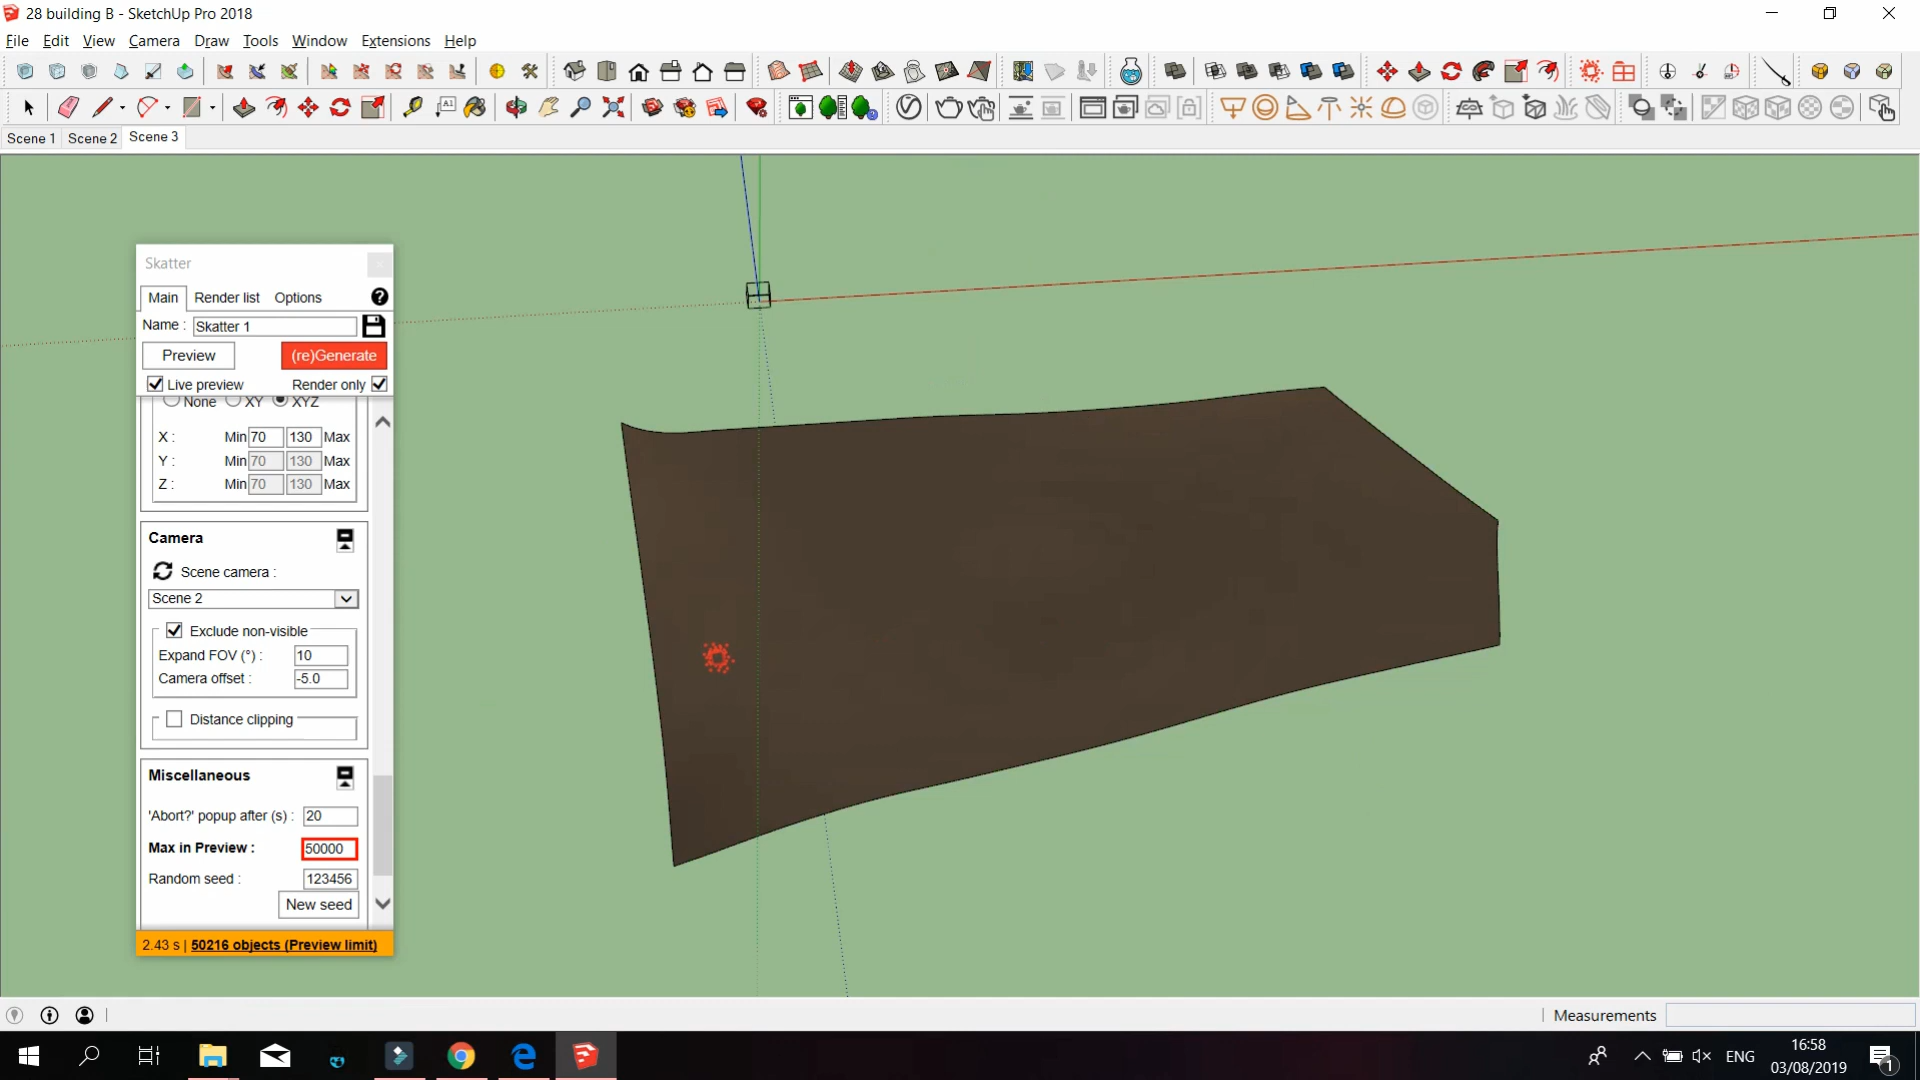 28 building B - SketchUp Pro 2018
File Edit View Camera Draw Tools Window Extensions Help
Scene 1 Scene 2 Scene 3
Skatter
Main Render list Options
Name : Skatter 1
Preview (re)Generate
Live preview Render only
None XY XYZ
X : Min 70 130 Max
Y : Min 70 130 Max
Z : Min 70 130 Max
Camera
Scene camera :
Scene 2
Exclude non-visible
Expand FOV (°) : 10
Camera offset : -5.0
Distance clipping
Miscellaneous
'Abort?' popup after (s) : 20
Max in Preview : 50000
Random seed : 123456
New seed
2.43 s | 50216 objects (Preview limit)
Measurements
ENG
16:58
03/08/2019
1